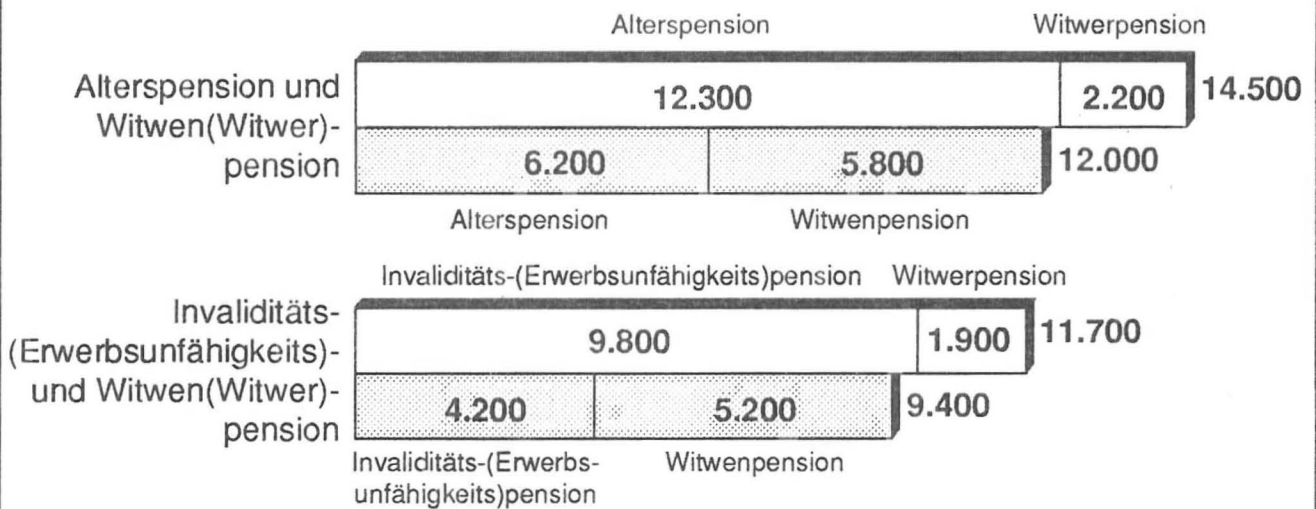 Alterspension Witwerpension
Alterspension und
Witwen(Witwer)-
pension
12.300 2.200 14.500
6.200 5.800 12.000
Alterspension Witwenpension
Invaliditäts-(Erwerbsunfähigkeits)pension Witwerpension
Invaliditäts-
(Erwerbsunfähigkeits)-
und Witwen(Witwer)-
pension
9.800 1.900 11.700
4.200 5.200 9.400
Invaliditäts-(Erwerbs-
unfähigkeits)pension
Witwenpension